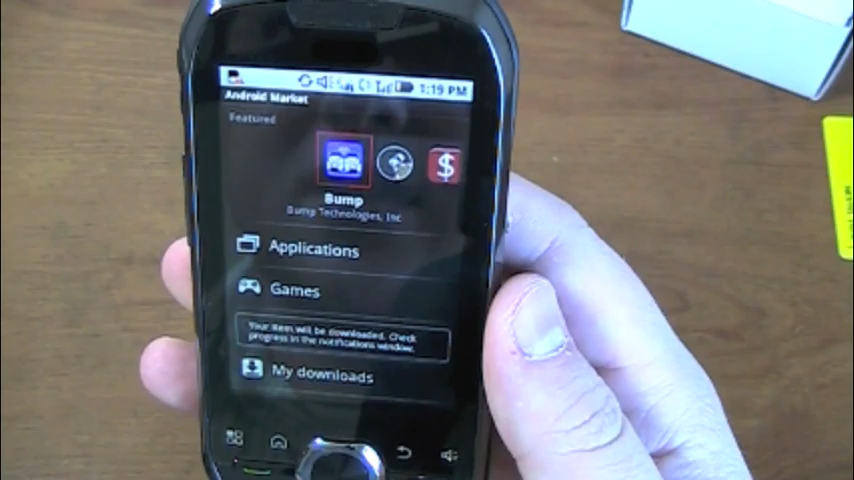 1:19 PM
Android Market
Featured
$
Bump
Bump Technologies, Inc
Applications
Games
Your item will be downloaded. Check
progress in the notifications window.
My downloads